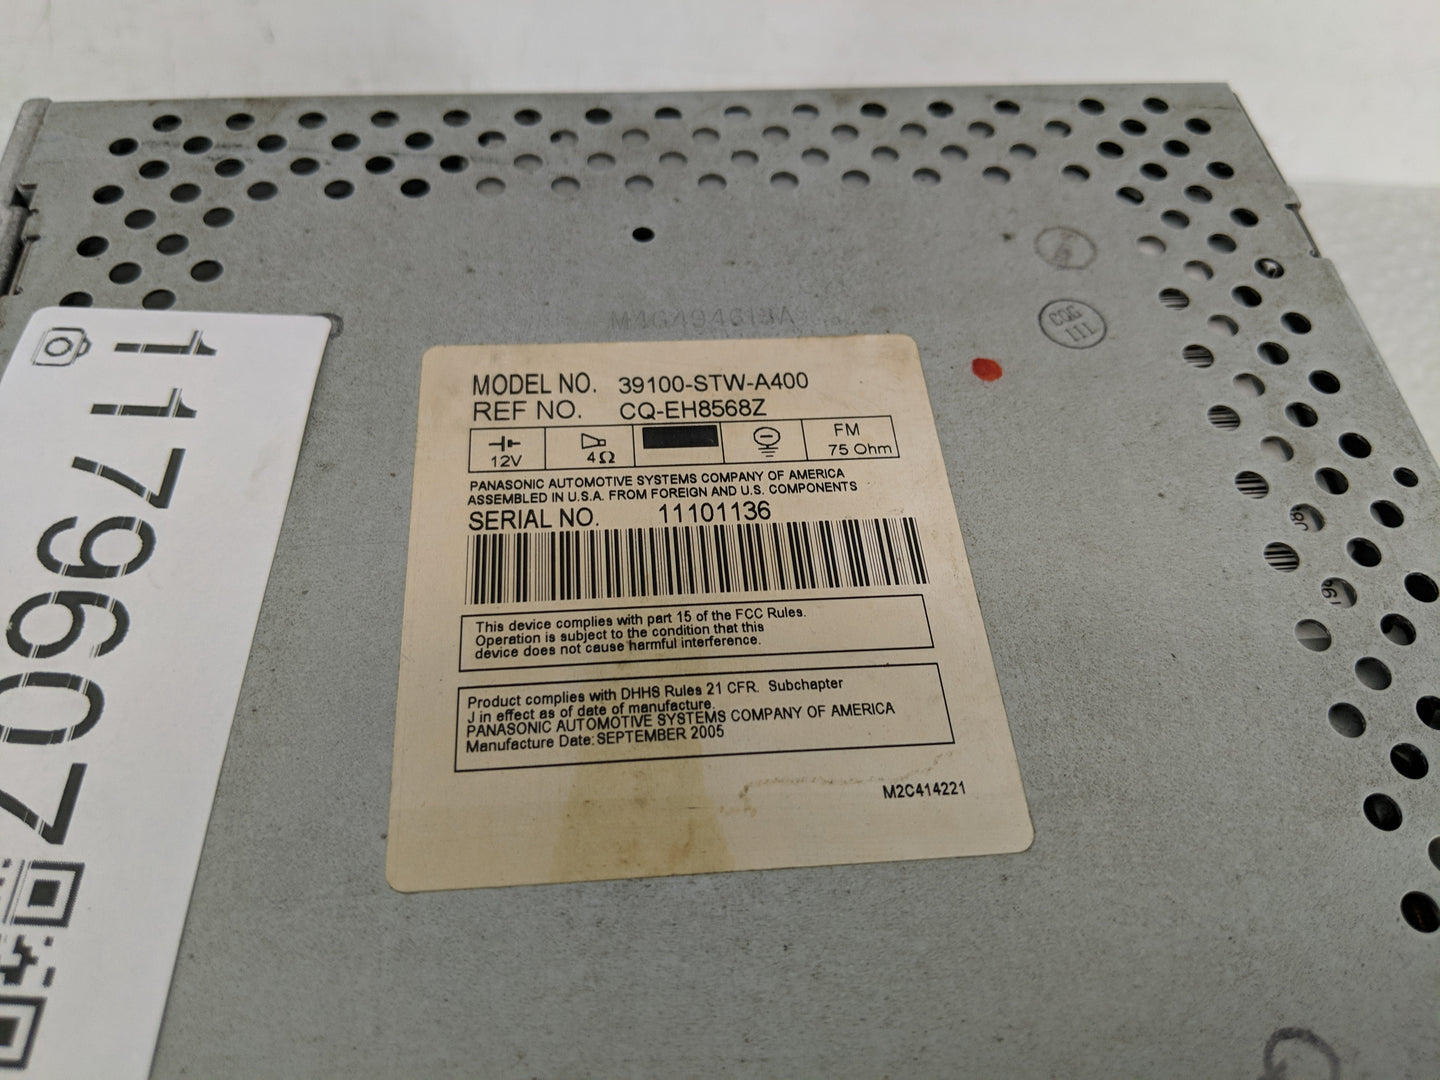 1179607
CQG
111
MODEL NO. 39100-STW-A400
REF NO. CQ-EH8568Z
12V
4Ω
FM
75 Ohm
PANASONIC AUTOMOTIVE SYSTEMS COMPANY OF AMERICA
ASSEMBLED IN U.S.A. FROM FOREIGN AND U.S. COMPONENTS
SERIAL NO. 11101136
This device complies with part 15 of the FCC Rules.
Operation is subject to the condition that this
device does not cause harmful interference.
Product complies with DHHS Rules 21 CFR. Subchapter
J in effect as of date of manufacture.
PANASONIC AUTOMOTIVE SYSTEMS COMPANY OF AMERICA
Manufacture Date: SEPTEMBER 2005
M2C414221